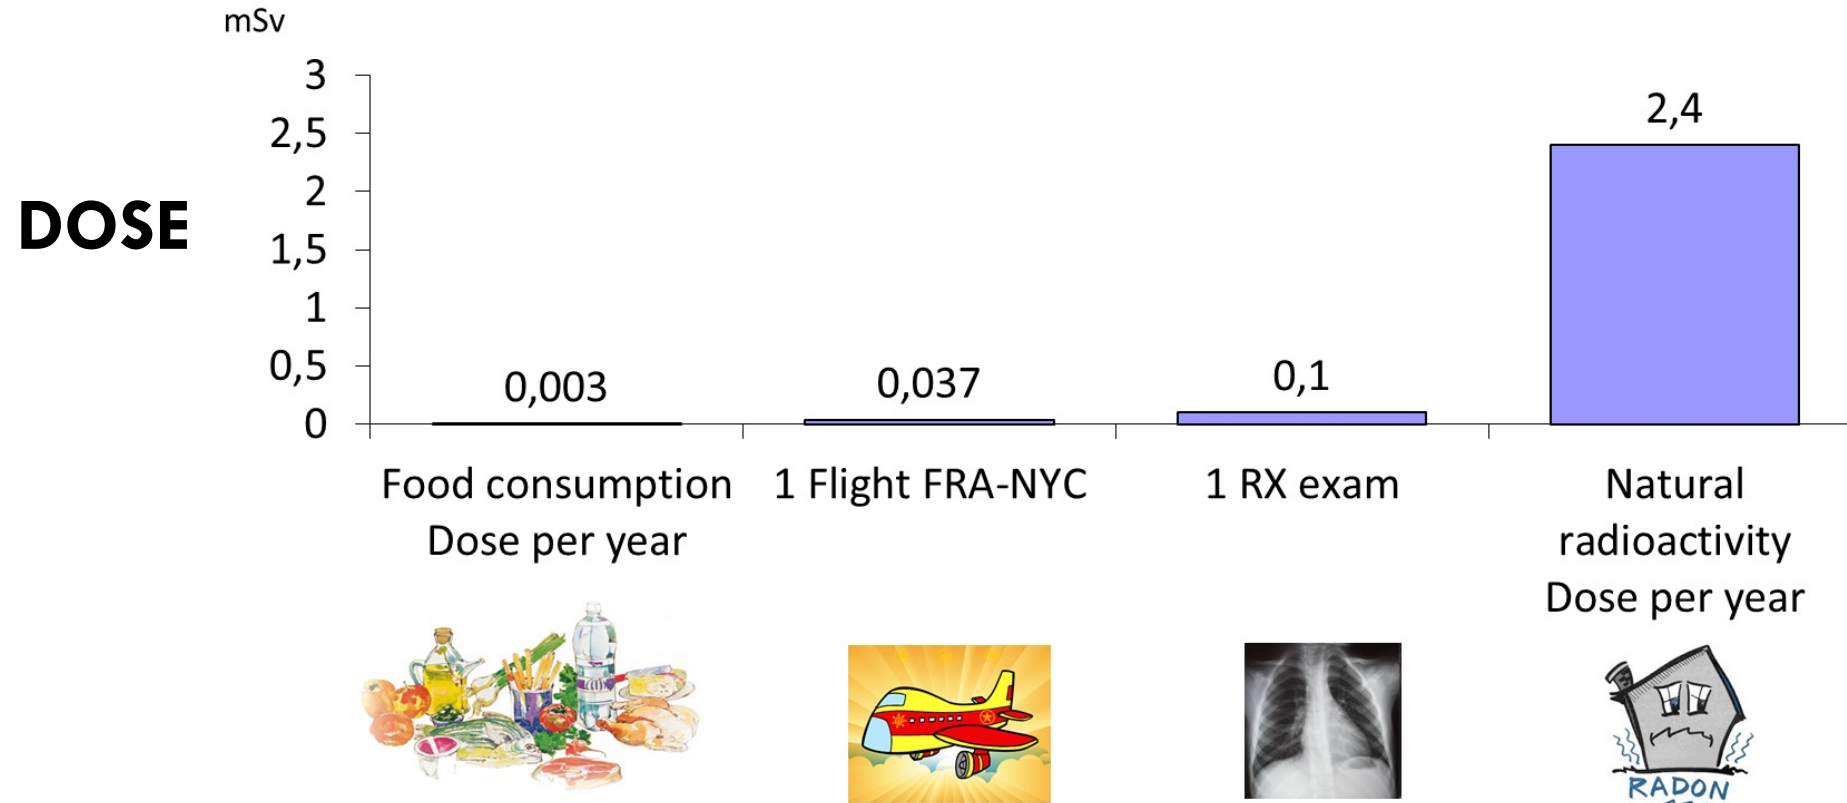 mSv
DOSE
3
2,5
2
1,5
1
0,5
0
0,003
0,037
0,1
2,4
Food consumption
Dose per year
1 Flight FRA-NYC
1 RX exam
Natural
radioactivity
Dose per year
RADON